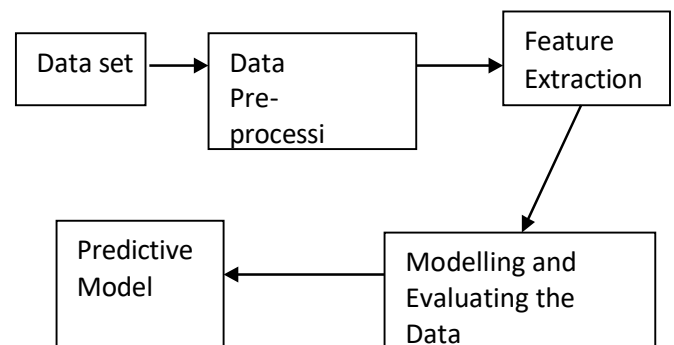 Data set
Data
Pre-
processi
Feature
Extraction
Modelling and
Evaluating the
Data
Predictive
Model